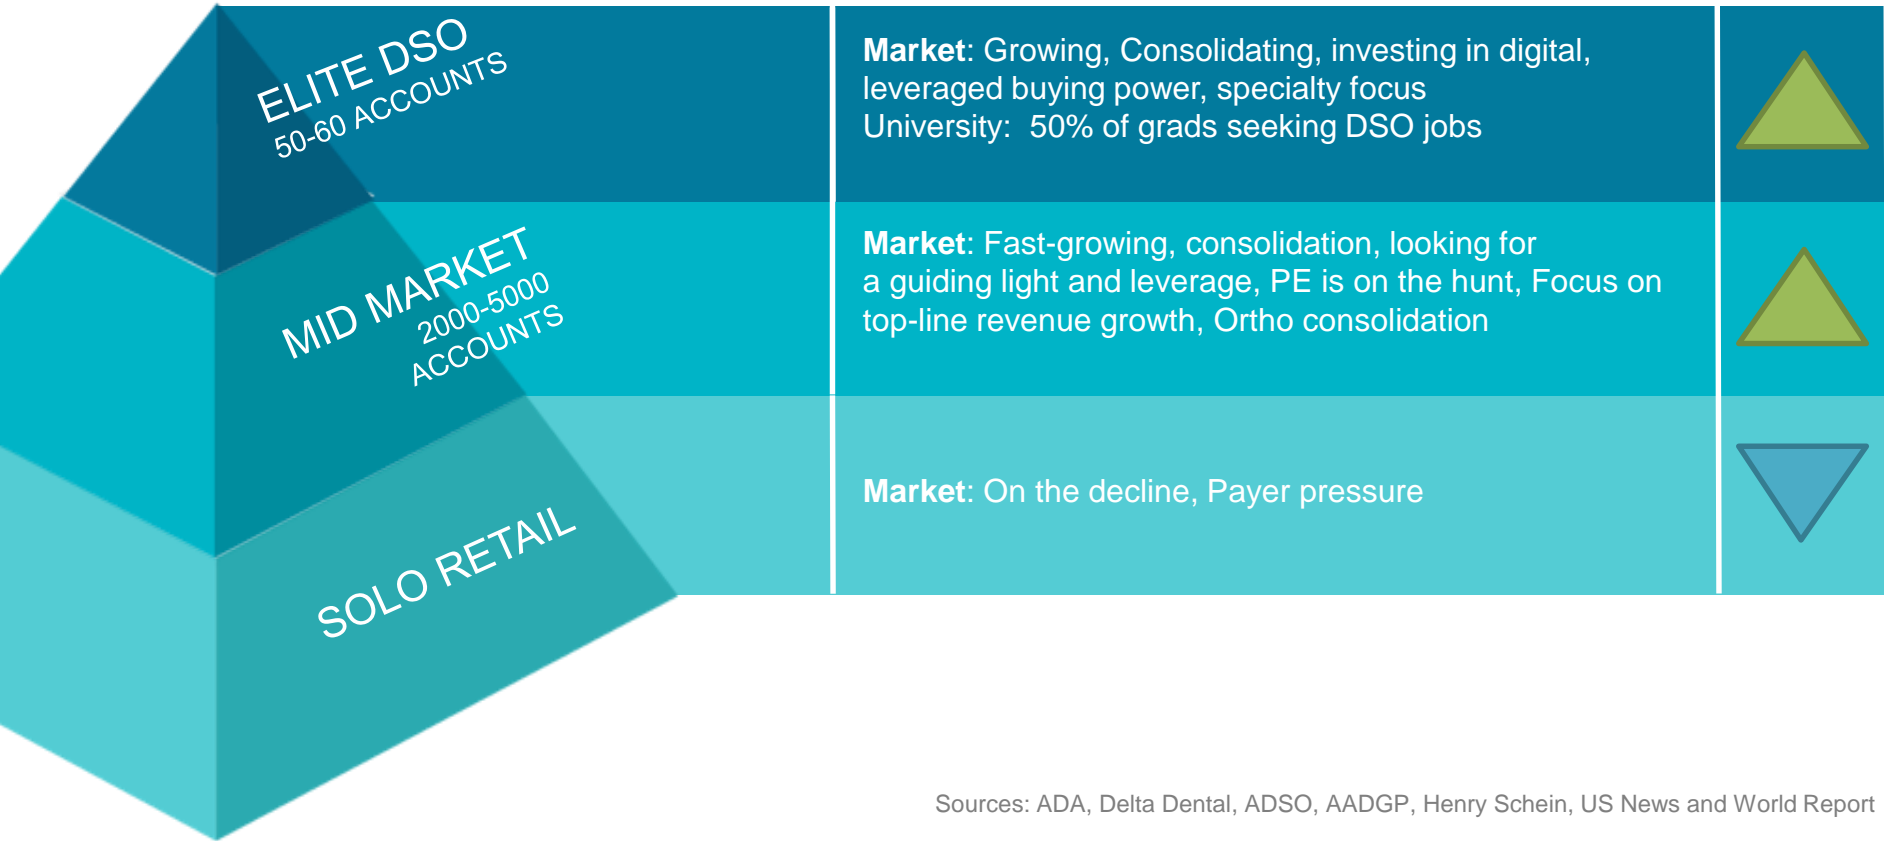 ELITE DSO
50-60 ACCOUNTS
Market: Growing, Consolidating, investing in digital,
leveraged buying power, specialty focus
University:  50% of grads seeking DSO jobs
MID MARKET
2000-5000
ACCOUNTS
Market: Fast-growing, consolidation, looking for
a guiding light and leverage, PE is on the hunt, Focus on
top-line revenue growth, Ortho consolidation
SOLO RETAIL
Market: On the decline, Payer pressure
Sources: ADA, Delta Dental, ADSO, AADGP, Henry Schein, US News and World Report